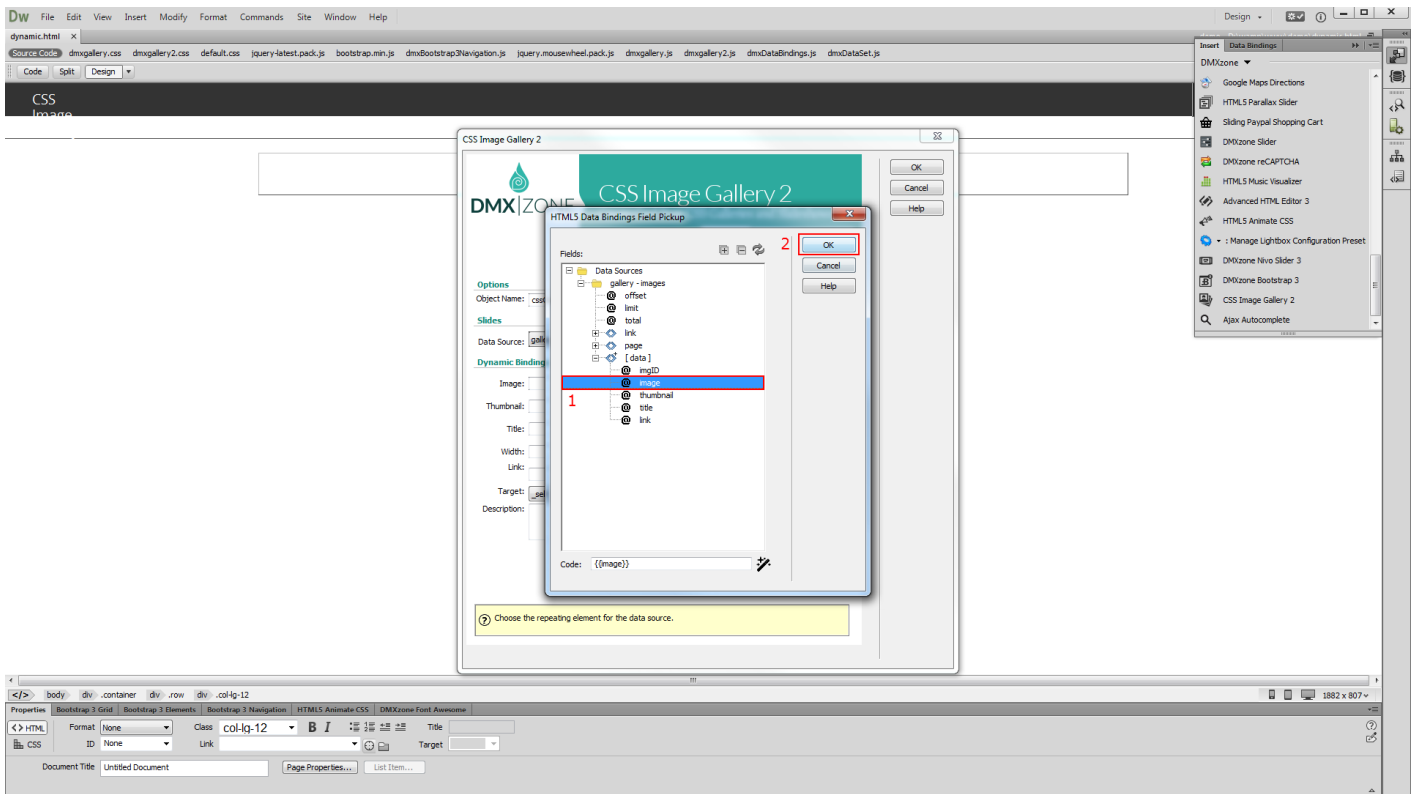 DW File Edit View Insert Modify Format Commands Site Window Help Design
dynamic.html ×
Source Code dmxgallery.css dmxgallery2.css default.css jquery-latest.pack.js bootstrap.min.js dmxBootstrap3Navigation.js jquery.mousewheel.pack.js dmxgallery.js dmxgallery2.js dmxDataBindings.js dmxDataSet.js
Code Split Design
CSS
Image
CSS Image Gallery 2
DMX|ZONE
CSS Image Gallery 2
OK
Cancel
Help
Options
Object Name:
Slides
Data Source:
Dynamic Binding
Image:
Thumbnail:
Title:
Width:
Link:
Target:
Description:
Choose the repeating element for the data source.
HTML5 Data Bindings Field Pickup
Fields:
2
OK
Cancel
Help
Data Sources
gallery - images
offset
limit
total
link
page
[ data ]
imgID
image
1
thumbnail
title
link
Code: {{image}}
Insert Data Bindings
DMXzone
Google Maps Directions
HTML5 Parallax Slider
Sliding Paypal Shopping Cart
DMXzone Slider
DMXzone reCAPTCHA
HTML5 Music Visualizer
Advanced HTML Editor 3
HTML5 Animate CSS
: Manage Lightbox Configuration Preset
DMXzone Nivo Slider 3
DMXzone Bootstrap 3
CSS Image Gallery 2
Ajax Autocomplete
</> body div .container div .row div .col-lg-12 1882 x 807
Properties Bootstrap 3 Grid Bootstrap 3 Elements Bootstrap 3 Navigation HTML5 Animate CSS DMXzone Font Awesome
<> HTML Format None Class col-lg-12 B I Title
CSS ID None Link Target
Document Title Untitled Document Page Properties... List Item...